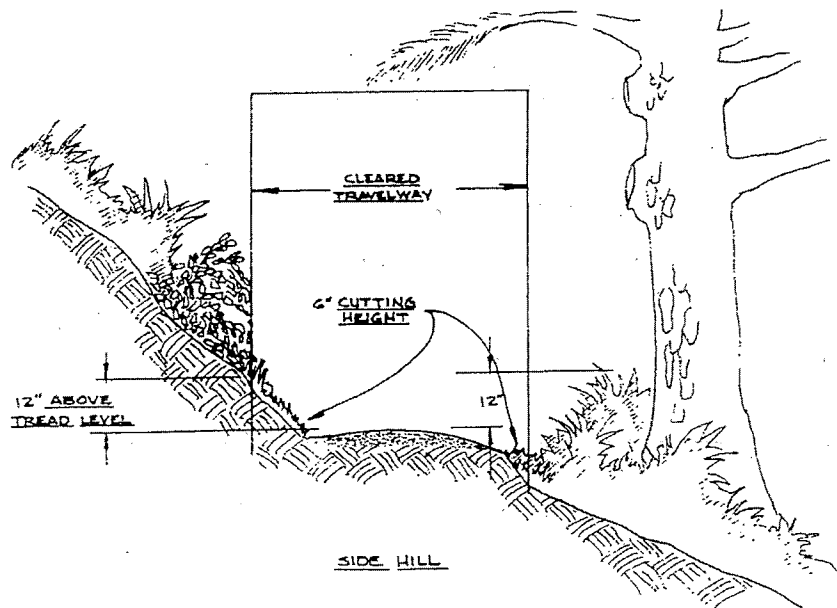 CLEARED
TRAVELWAY
6" CUTTING
HEIGHT
12" ABOVE
TREAD LEVEL
12"
SIDE HILL